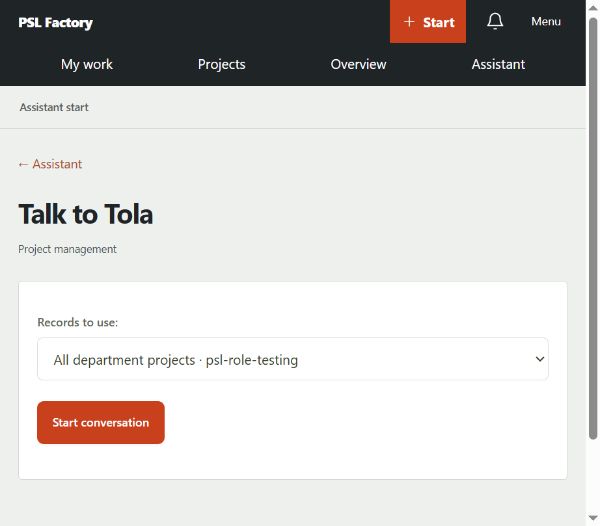 PSL Factory
+ Start
Menu
My work
Projects
Overview
Assistant
Assistant start
← Assistant
Talk to Tola
Project management
Records to use:
All department projects · psl-role-testing
Start conversation